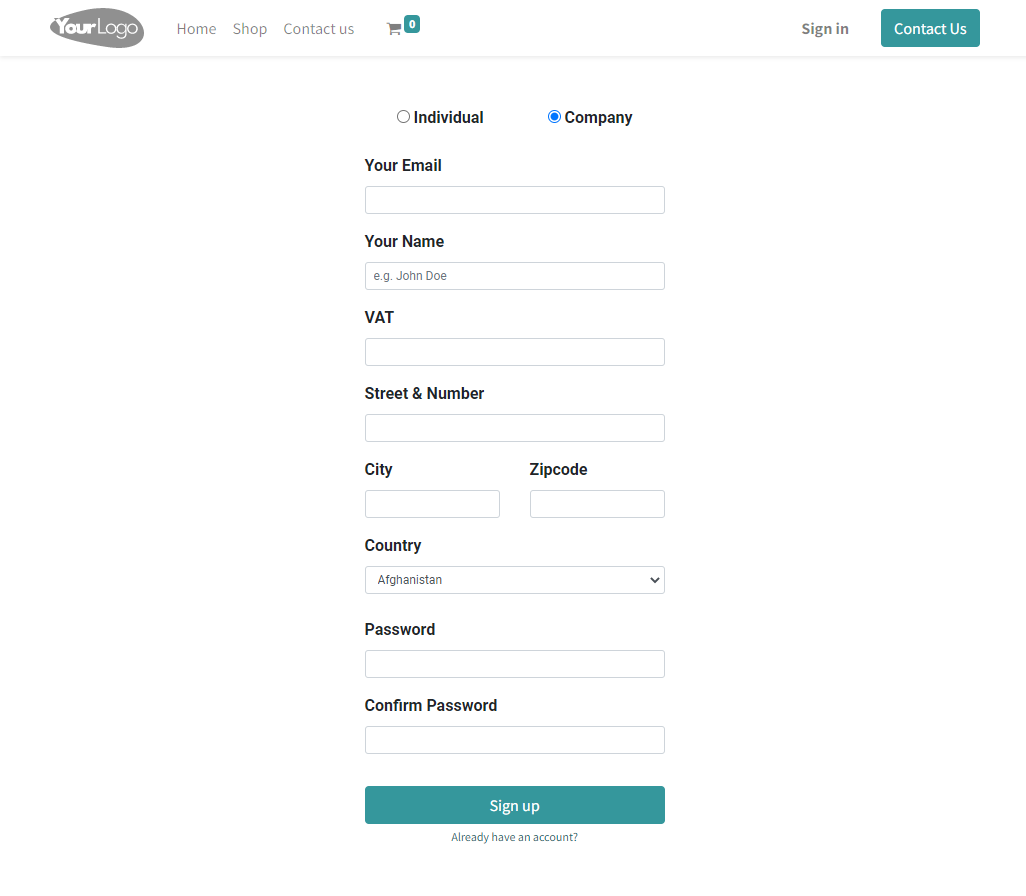 YourLogo Home Shop Contact us 0 Sign in Contact Us
Individual Company
Your Email
Your Name
e.g. John Doe
VAT
Street & Number
City Zipcode
Country
Afghanistan
Password
Confirm Password
Sign up
Already have an account?